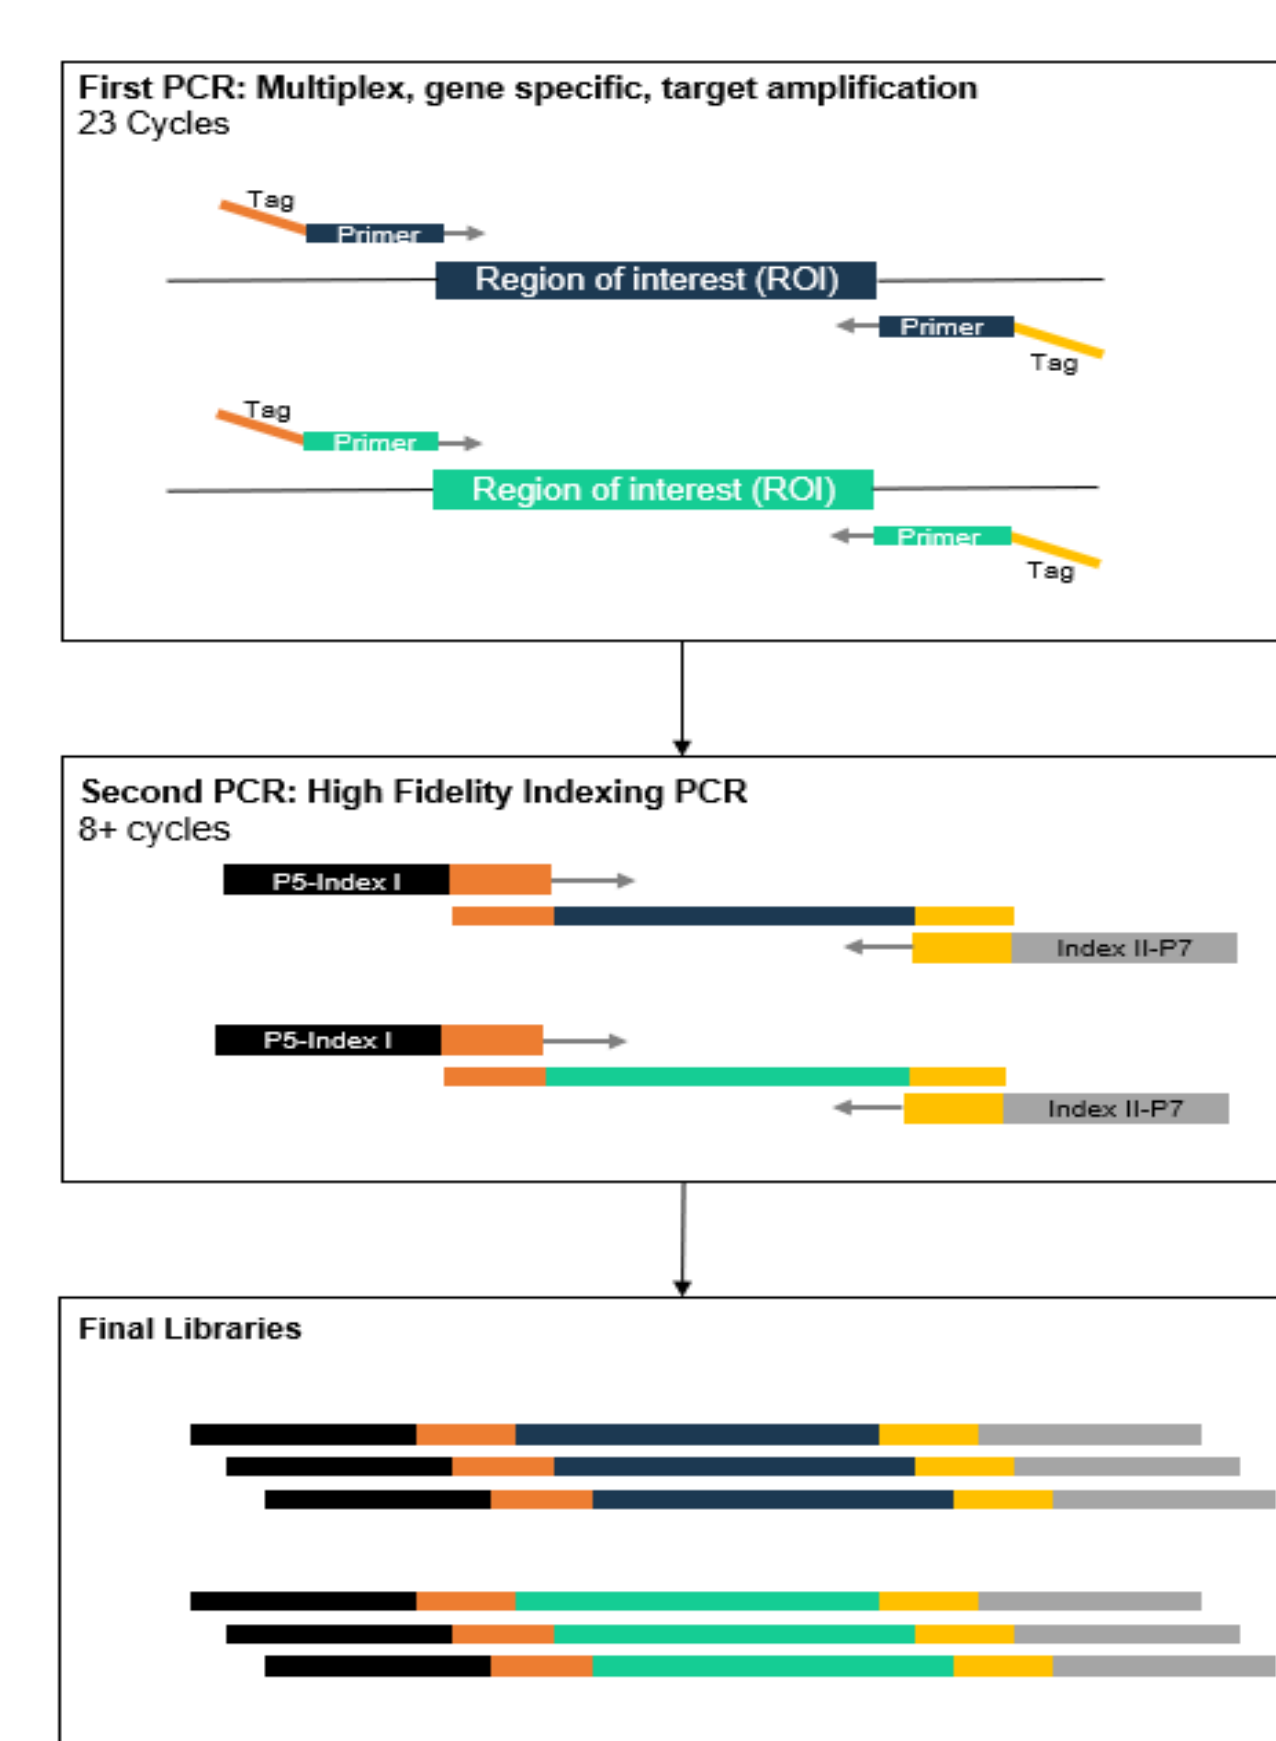 First PCR: Multiplex, gene specific, target amplification
23 Cycles
Tag
Primer
Region of interest (ROI)
Primer
Tag
Tag
Primer
Region of interest (ROI)
Primer
Tag
Second PCR: High Fidelity Indexing PCR
8+ cycles
P5-Index I
Index II-P7
P5-Index I
Index II-P7
Final Libraries